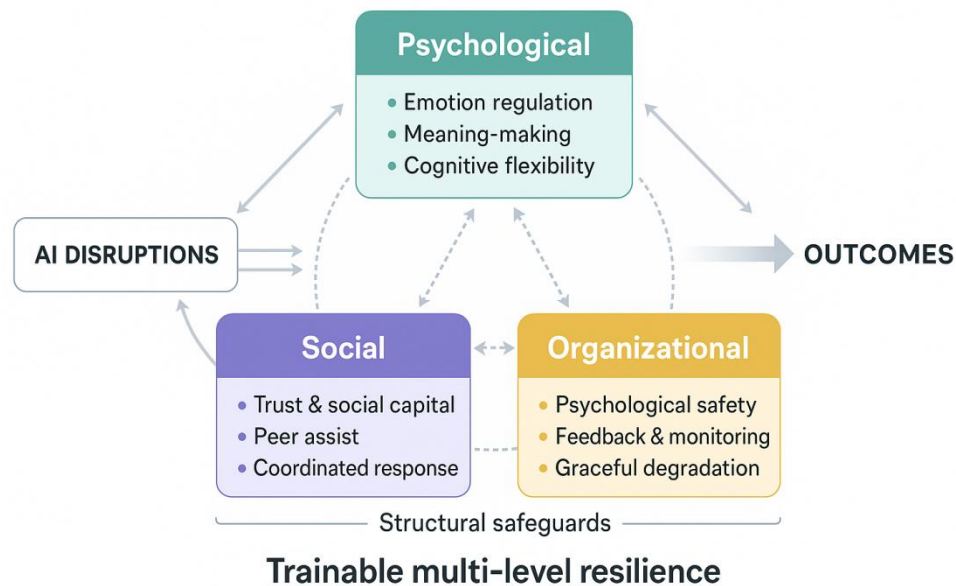 Psychological
• Emotion regulation
• Meaning-making
• Cognitive flexibility
AI DISRUPTIONS
OUTCOMES
Social
• Trust & social capital
• Peer assist
• Coordinated response
Organizational
• Psychological safety
• Feedback & monitoring
• Graceful degradation
Structural safeguards
Trainable multi-level resilience